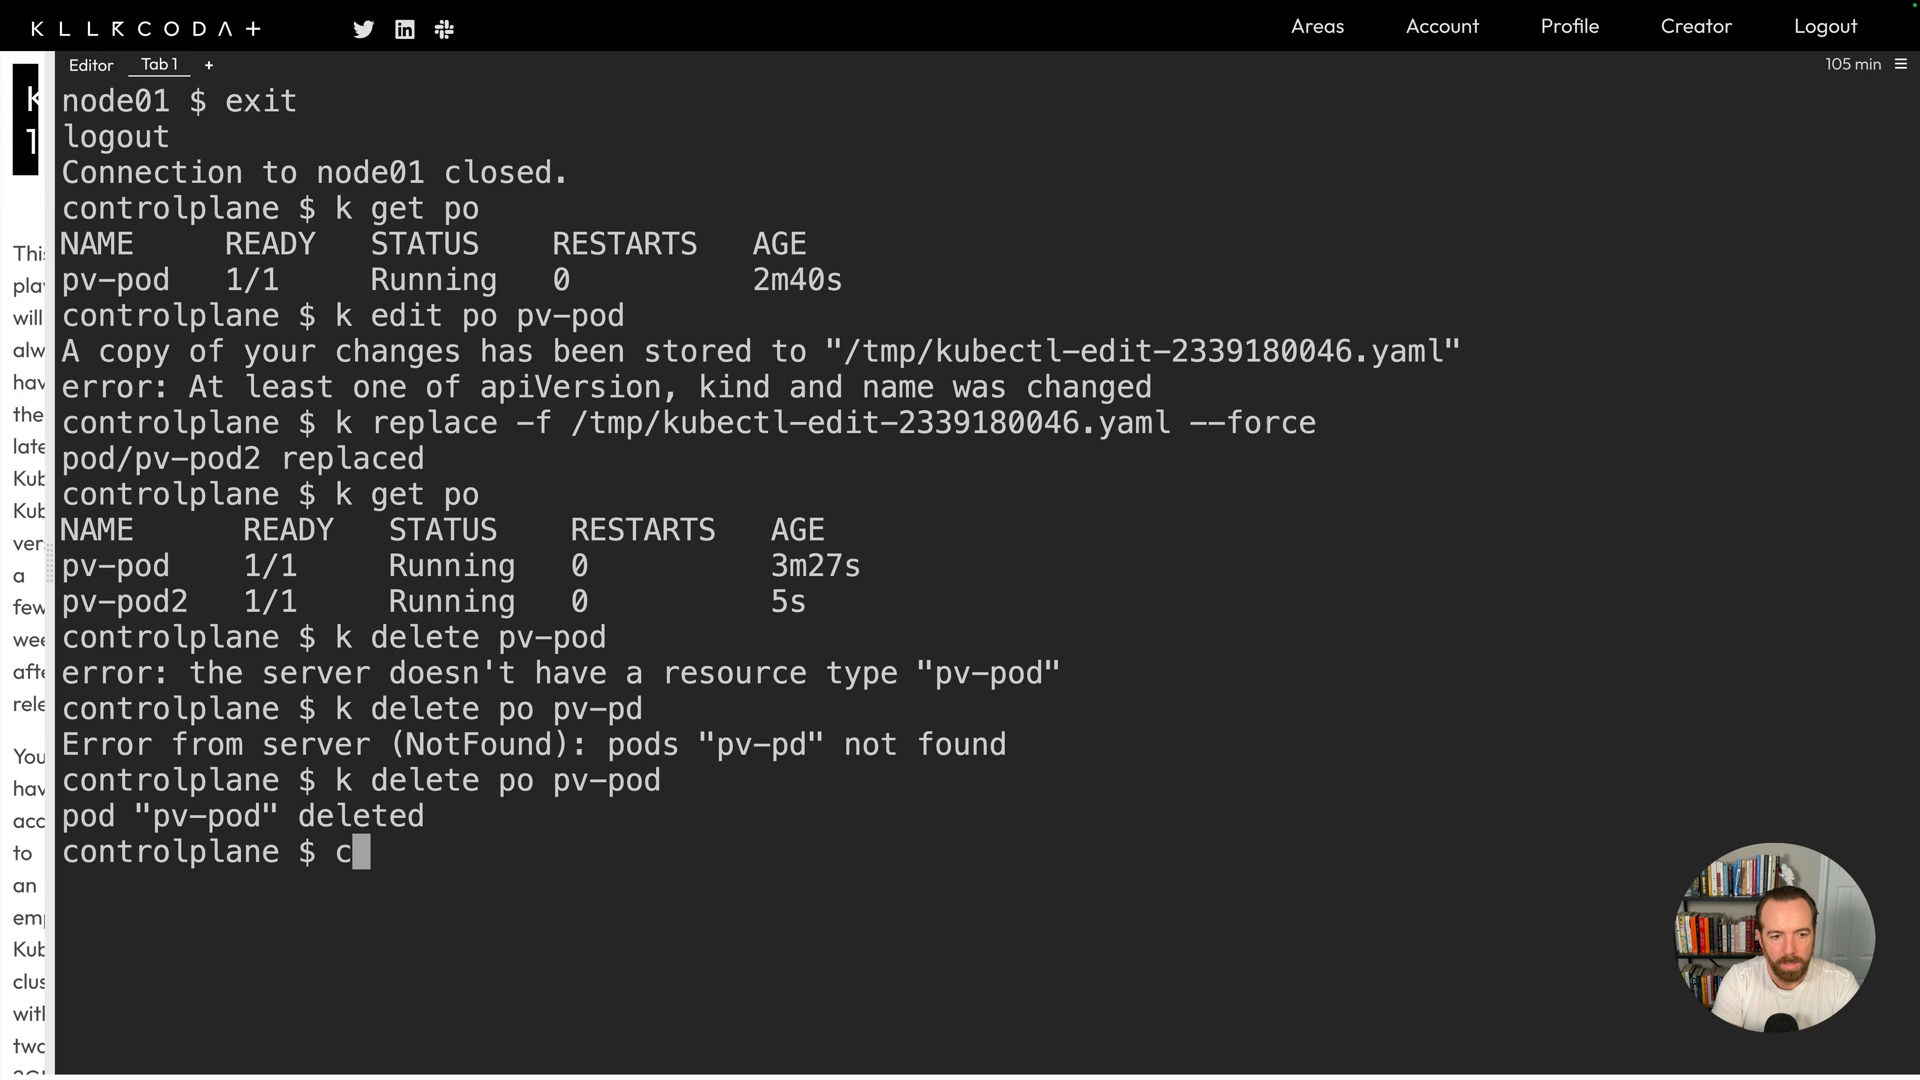 KLLRCODA+
Areas
Account
Profile
Creator
Logout
Editor
Tab 1
+
105 min
node01 $ exit
logout
Connection to node01 closed.
controlplane $ k get po
NAME READY STATUS RESTARTS AGE
pv-pod 1/1 Running 0 2m40s
controlplane $ k edit po pv-pod
A copy of your changes has been stored to "/tmp/kubectl-edit-2339180046.yaml"
error: At least one of apiVersion, kind and name was changed
controlplane $ k replace -f /tmp/kubectl-edit-2339180046.yaml --force
pod/pv-pod2 replaced
controlplane $ k get po
NAME READY STATUS RESTARTS AGE
pv-pod 1/1 Running 0 3m27s
pv-pod2 1/1 Running 0 5s
controlplane $ k delete pv-pod
error: the server doesn't have a resource type "pv-pod"
controlplane $ k delete po pv-pd
Error from server (NotFound): pods "pv-pd" not found
controlplane $ k delete po pv-pod
pod "pv-pod" deleted
controlplane $ c
will
a
few
to
an